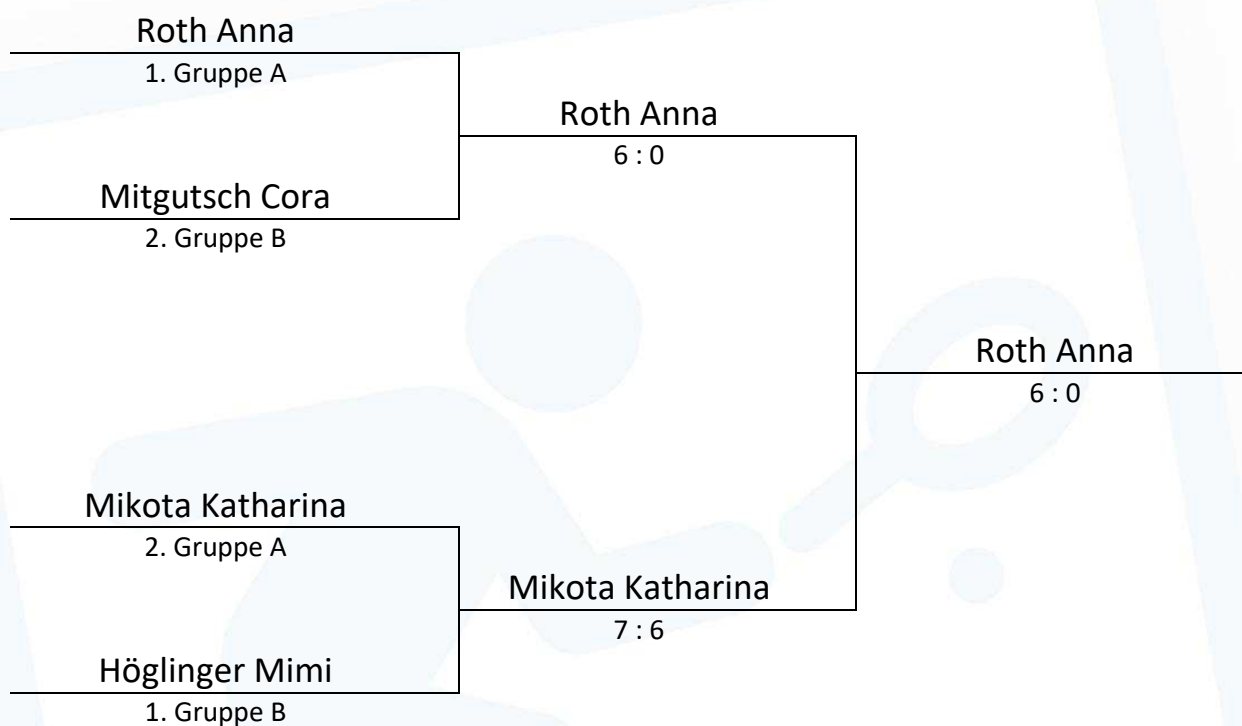 Roth Anna
1. Gruppe A
Roth Anna
6 : 0
Mitgutsch Cora
2. Gruppe B
Roth Anna
6 : 0
Mikota Katharina
2. Gruppe A
Mikota Katharina
7 : 6
Höglinger Mimi
1. Gruppe B